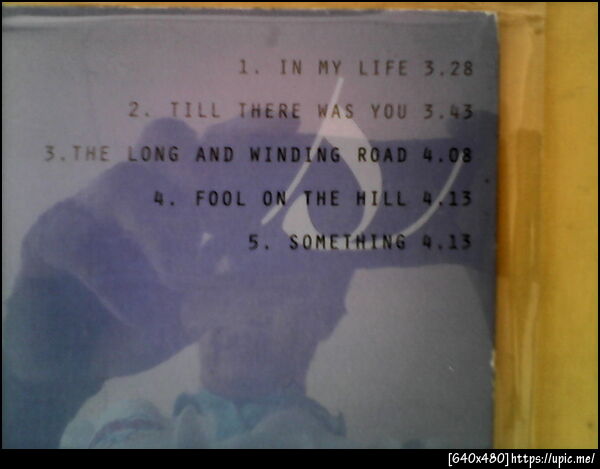 1. IN MY LIFE 3.28
2. TILL THERE WAS YOU 3.43
3.THE LONG AND WINDING ROAD 4.08
4. FOOL ON THE HILL 4.13
5. SOMETHING 4.13
[640x480]https://upic.me/